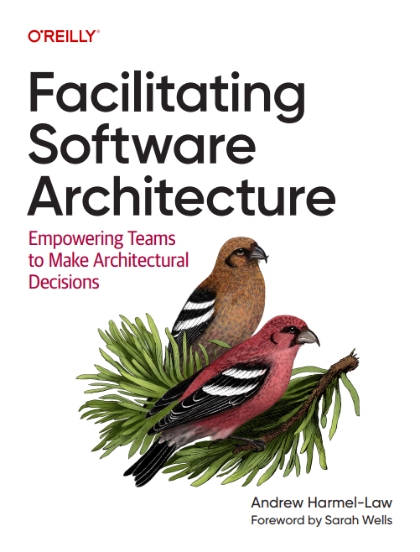 O'REILLY®
Facilitating
Software
Architecture
Empowering Teams
to Make Architectural
Decisions
Andrew Harmel-Law
Foreword by Sarah Wells